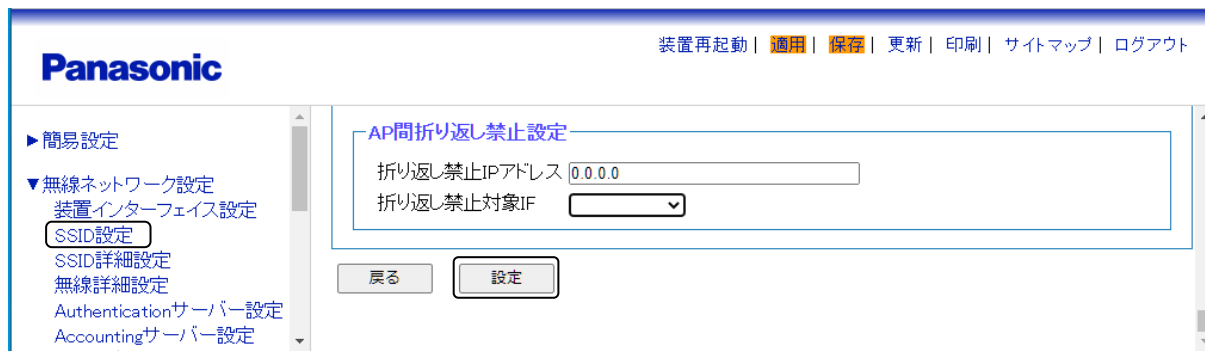 装置再起動| 適用| 保存| 更新| 印刷| サイトマップ| ログアウト
Panasonic
▶簡易設定
▼無線ネットワーク設定
装置インターフェイス設定
SSID設定
SSID詳細設定
無線詳細設定
Authenticationサーバー設定
Accountingサーバー設定
AP間折り返し禁止設定
折り返し禁止IPアドレス 0.0.0.0
折り返し禁止対象IF
戻る 設定